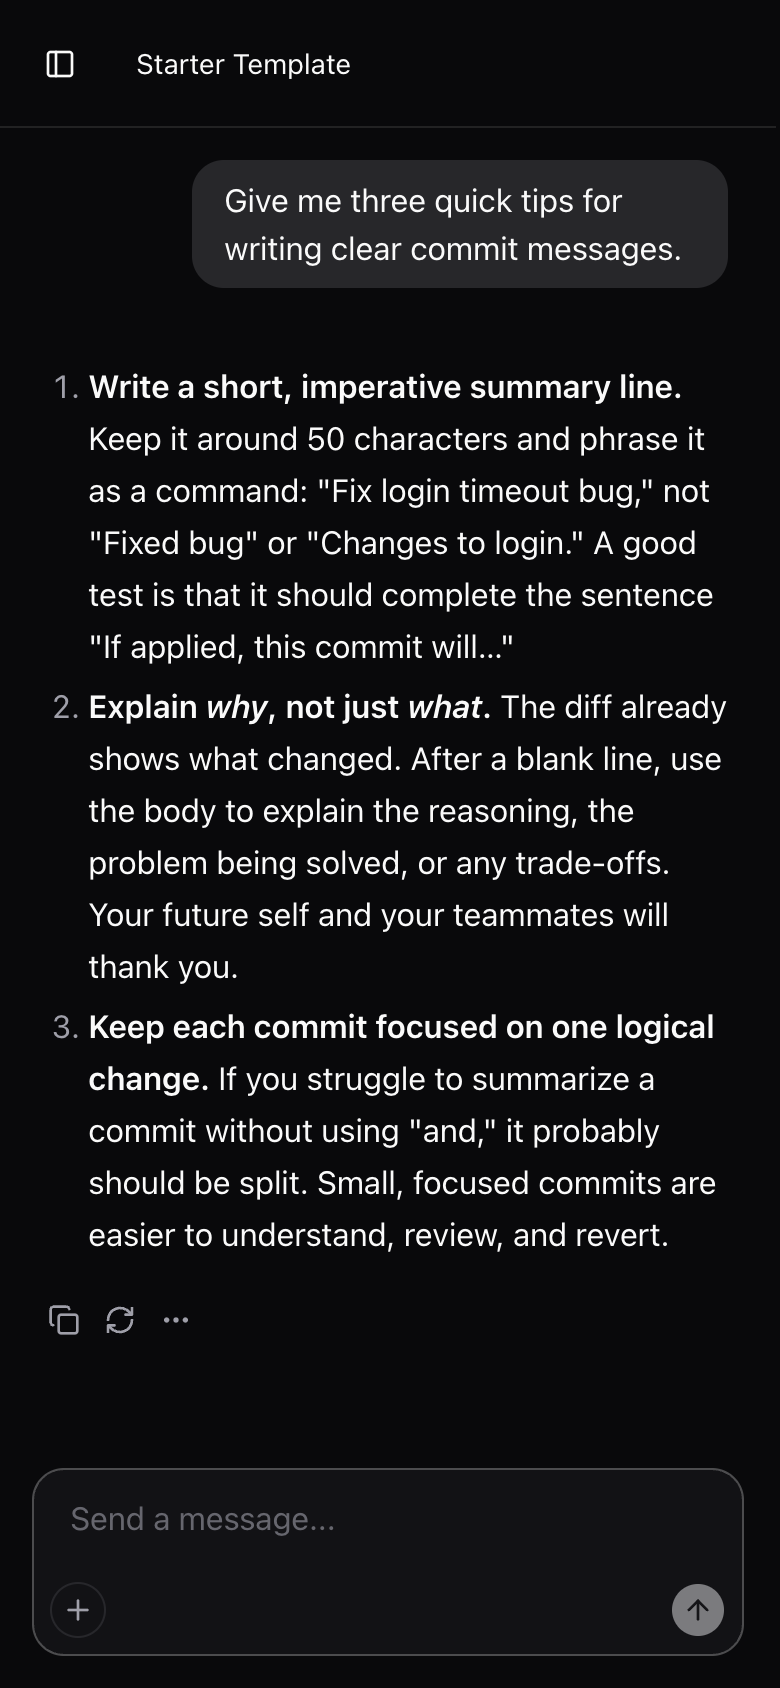 Starter Template
Give me three quick tips for
writing clear commit messages.
1. Write a short, imperative summary line.
Keep it around 50 characters and phrase it
as a command: "Fix login timeout bug," not
"Fixed bug" or "Changes to login." A good
test is that it should complete the sentence
"If applied, this commit will..."
2. Explain why, not just what. The diff already
shows what changed. After a blank line, use
the body to explain the reasoning, the
problem being solved, or any trade-offs.
Your future self and your teammates will
thank you.
3. Keep each commit focused on one logical
change. If you struggle to summarize a
commit without using "and," it probably
should be split. Small, focused commits are
easier to understand, review, and revert.
Send a message...